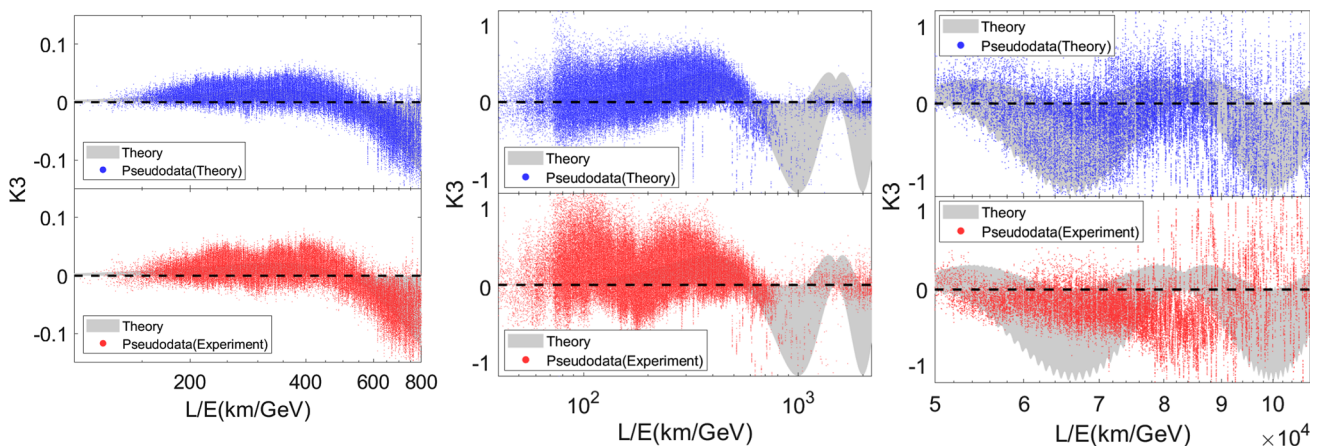 K3
0.1
0
-0.1
Theory
Pseudodata(Theory)
0.1
0
-0.1
Theory
Pseudodata(Experiment)
200
400
600
800
L/E(km/GeV)
K3
1
0
-1
Theory
Pseudodata(Theory)
1
0
-1
Theory
Pseudodata(Experiment)
10^2
10^3
L/E(km/GeV)
K3
1
0
-1
Theory
Pseudodata(Theory)
1
0
-1
Theory
Pseudodata(Experiment)
5
6
7
8
9
10
L/E(km/GeV)
×10^4